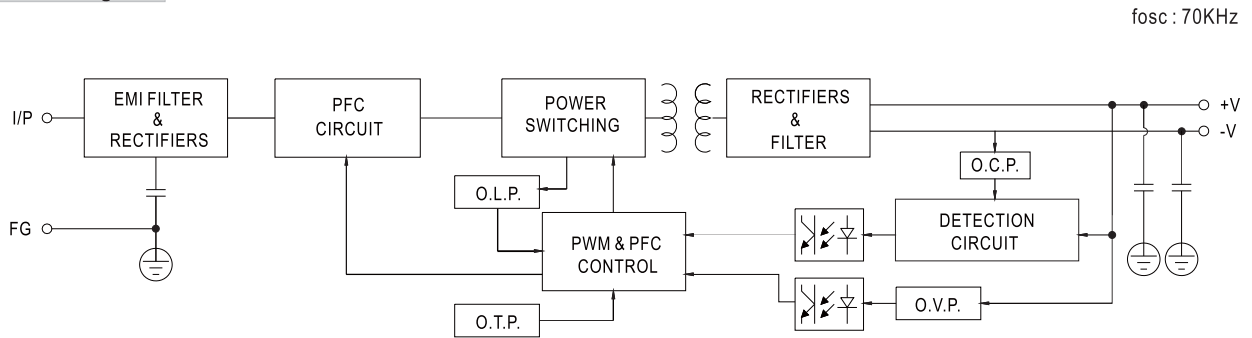 fosc : 70KHz
I/P
EMI FILTER
&
RECTIFIERS
PFC
CIRCUIT
POWER
SWITCHING
RECTIFIERS
&
FILTER
+V
-V
O.C.P.
O.L.P.
FG
PWM & PFC
CONTROL
DETECTION
CIRCUIT
O.V.P.
O.T.P.